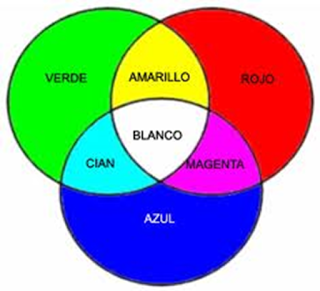 VERDE
AMARILLO
ROJO
BLANCO
CIAN
MAGENTA
AZUL